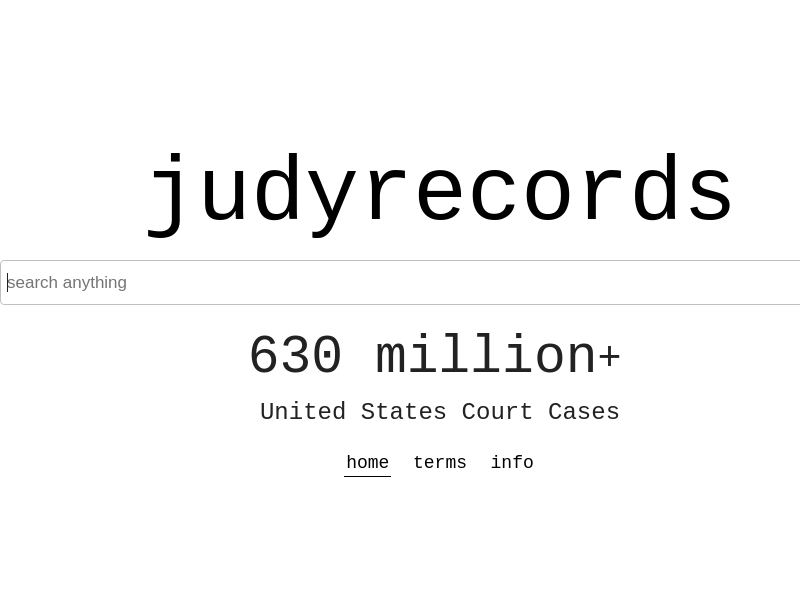 judyrecords
search anything
630 million+
United States Court Cases
home terms info